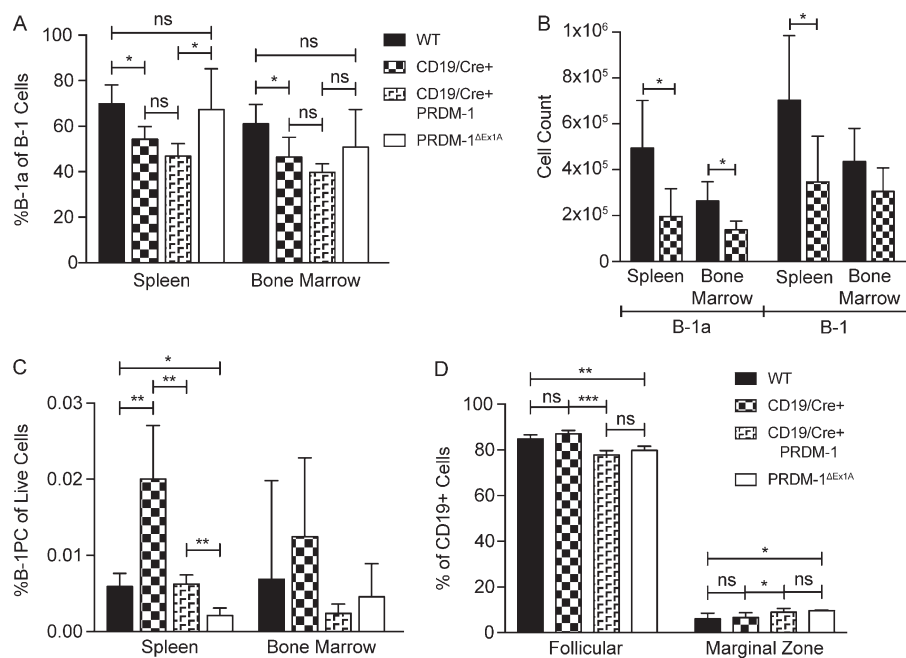 A
ns
ns
*
*
ns
*
ns
ns
100
80
60
40
20
0
%B-1a of B-1 Cells
Spleen
Bone Marrow
WT
CD19/Cre+
CD19/Cre+
PRDM-1
PRDM-1ΔEx1A
B
1x10⁶
8x10⁵
6x10⁵
4x10⁵
2x10⁵
0
Cell Count
*
*
*
Spleen
Bone
Marrow
Spleen
Bone
Marrow
B-1a
B-1
C
*
**
**
**
0.03
0.02
0.01
0.00
%B-1PC of Live Cells
Spleen
Bone Marrow
D
**
ns
***
ns
*
ns
*
ns
100
80
60
40
20
0
% of CD19+ Cells
Follicular
Marginal Zone
WT
CD19/Cre+
CD19/Cre+
PRDM-1
PRDM-1ΔEx1A